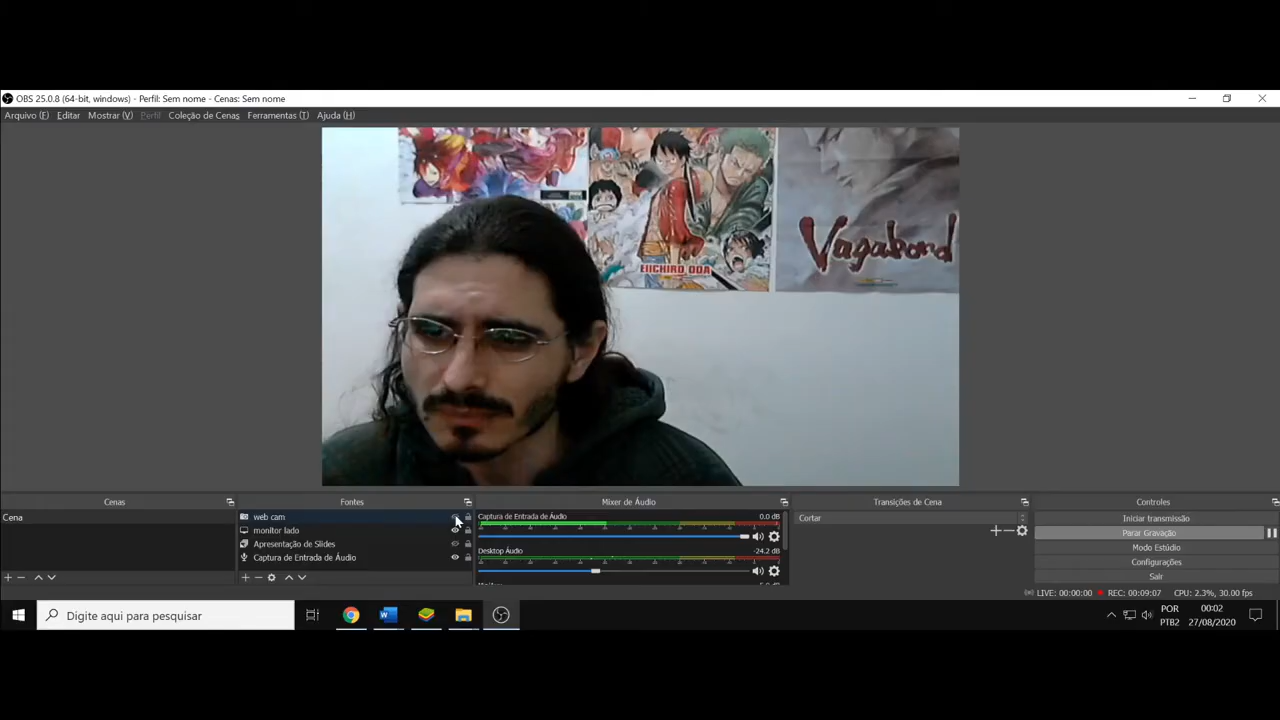 OBS 25.0.8 (64-bit, windows) - Perfil: Sem nome - Cenas: Sem nome
Arquivo (F) Editar Mostrar (V) Perfil Coleção de Cenas Ferramentas (T) Ajuda (H)
EIICHIRO ODA
Vagabond
Cenas
Fontes
Mixer de Áudio
Transições de Cena
Controles
Cena
web cam
monitor lado
Apresentação de Slides
Captura de Entrada de Áudio
Captura de Entrada de Áudio 0.0 dB
Desktop Áudio -24.2 dB
Cortar
Iniciar transmissão
Parar Gravação
Modo Estúdio
Configurações
Sair
LIVE: 00:00:00 REC: 00:09:07 CPU: 2.3%, 30.00 fps
Digite aqui para pesquisar
POR
PTB2
00:02
27/08/2020